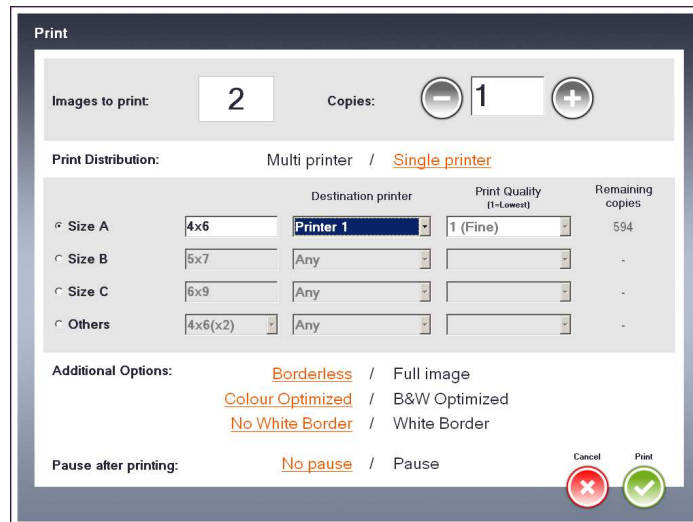 Print
Images to print: 2 Copies: 1
Print Distribution: Multi printer / Single printer
Destination printer Print Quality (1=Lowest) Remaining copies
Size A 4x6 Printer 1 1 (Fine) 594
Size B 5x7 Any -
Size C 6x9 Any -
Others 4x6(x2) Any -
Additional Options: Borderless / Full image
Colour Optimized / B&W Optimized
No White Border / White Border
Pause after printing: No pause / Pause
Cancel Print